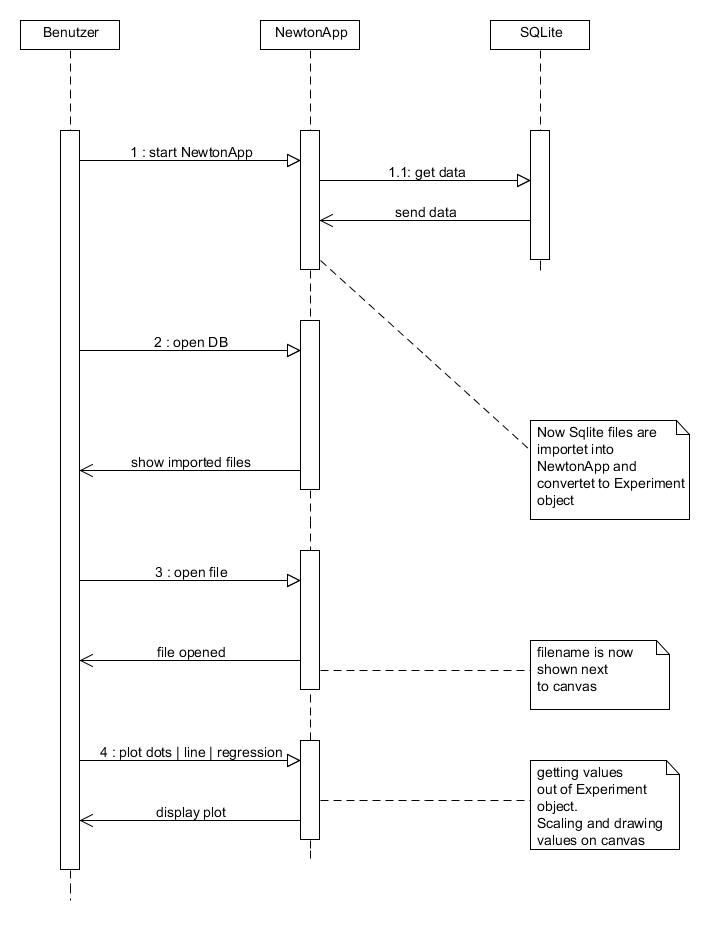 Benutzer
NewtonApp
SQLite
1 : start NewtonApp
1.1: get data
send data
2 : open DB
Now Sqlite files are
importet into
NewtonApp and
convertet to Experiment
object
show imported files
3 : open file
file opened
filename is now
shown next
to canvas
4 : plot dots | line | regression
getting values
out of Experiment
object.
Scaling and drawing
values on canvas
display plot